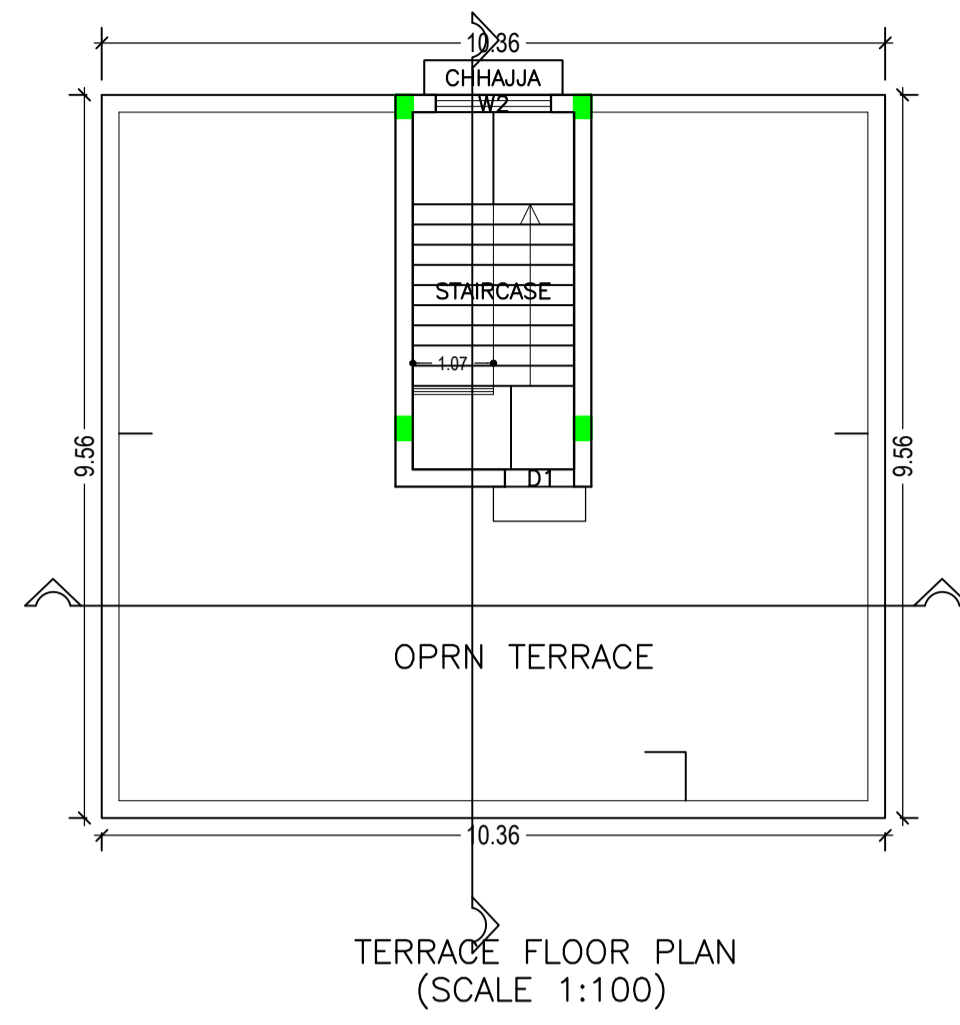 10.36
CHHAJJA
W2
STAIRCASE
1.07
9.56
9.56
D1
OPRN TERRACE
10.36
TERRACE FLOOR PLAN
(SCALE 1:100)